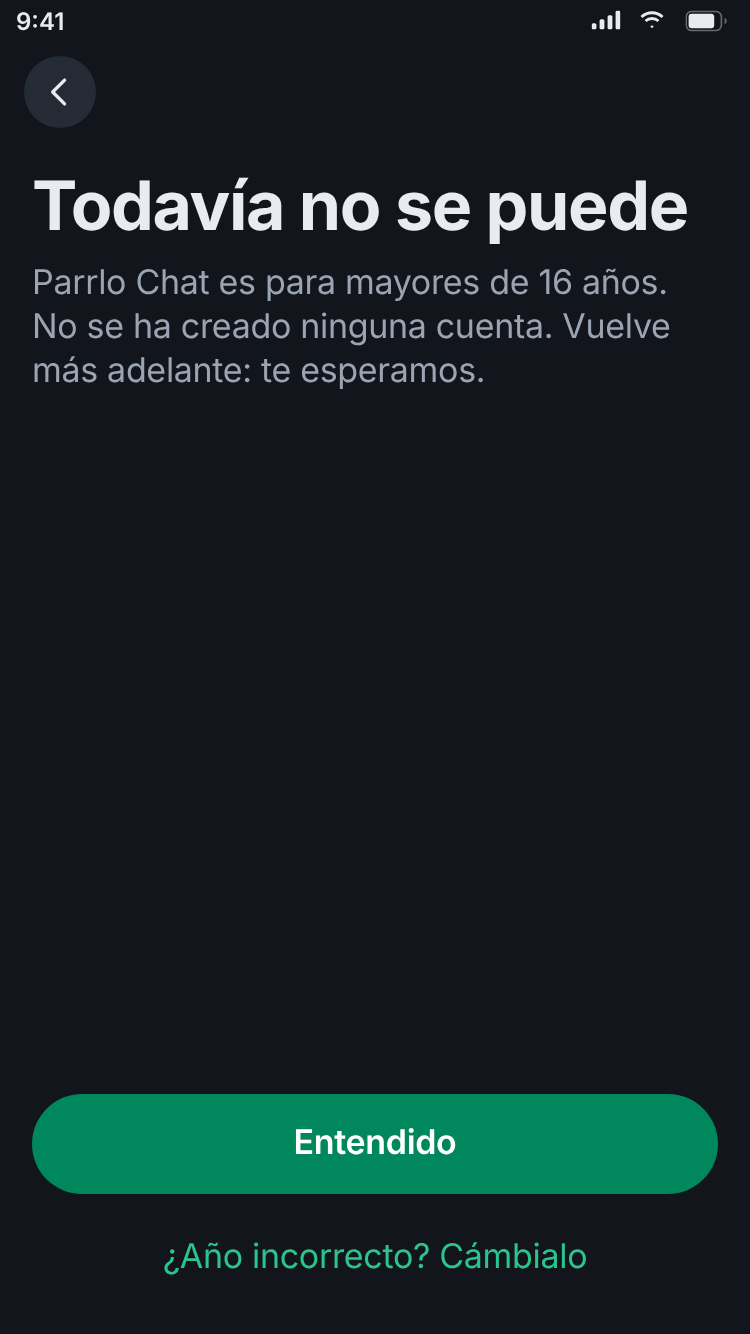 9:41
Todavía no se puede
Parrlo Chat es para mayores de 16 años.
No se ha creado ninguna cuenta. Vuelve
más adelante: te esperamos.
Entendido
¿Año incorrecto? Cámbialo